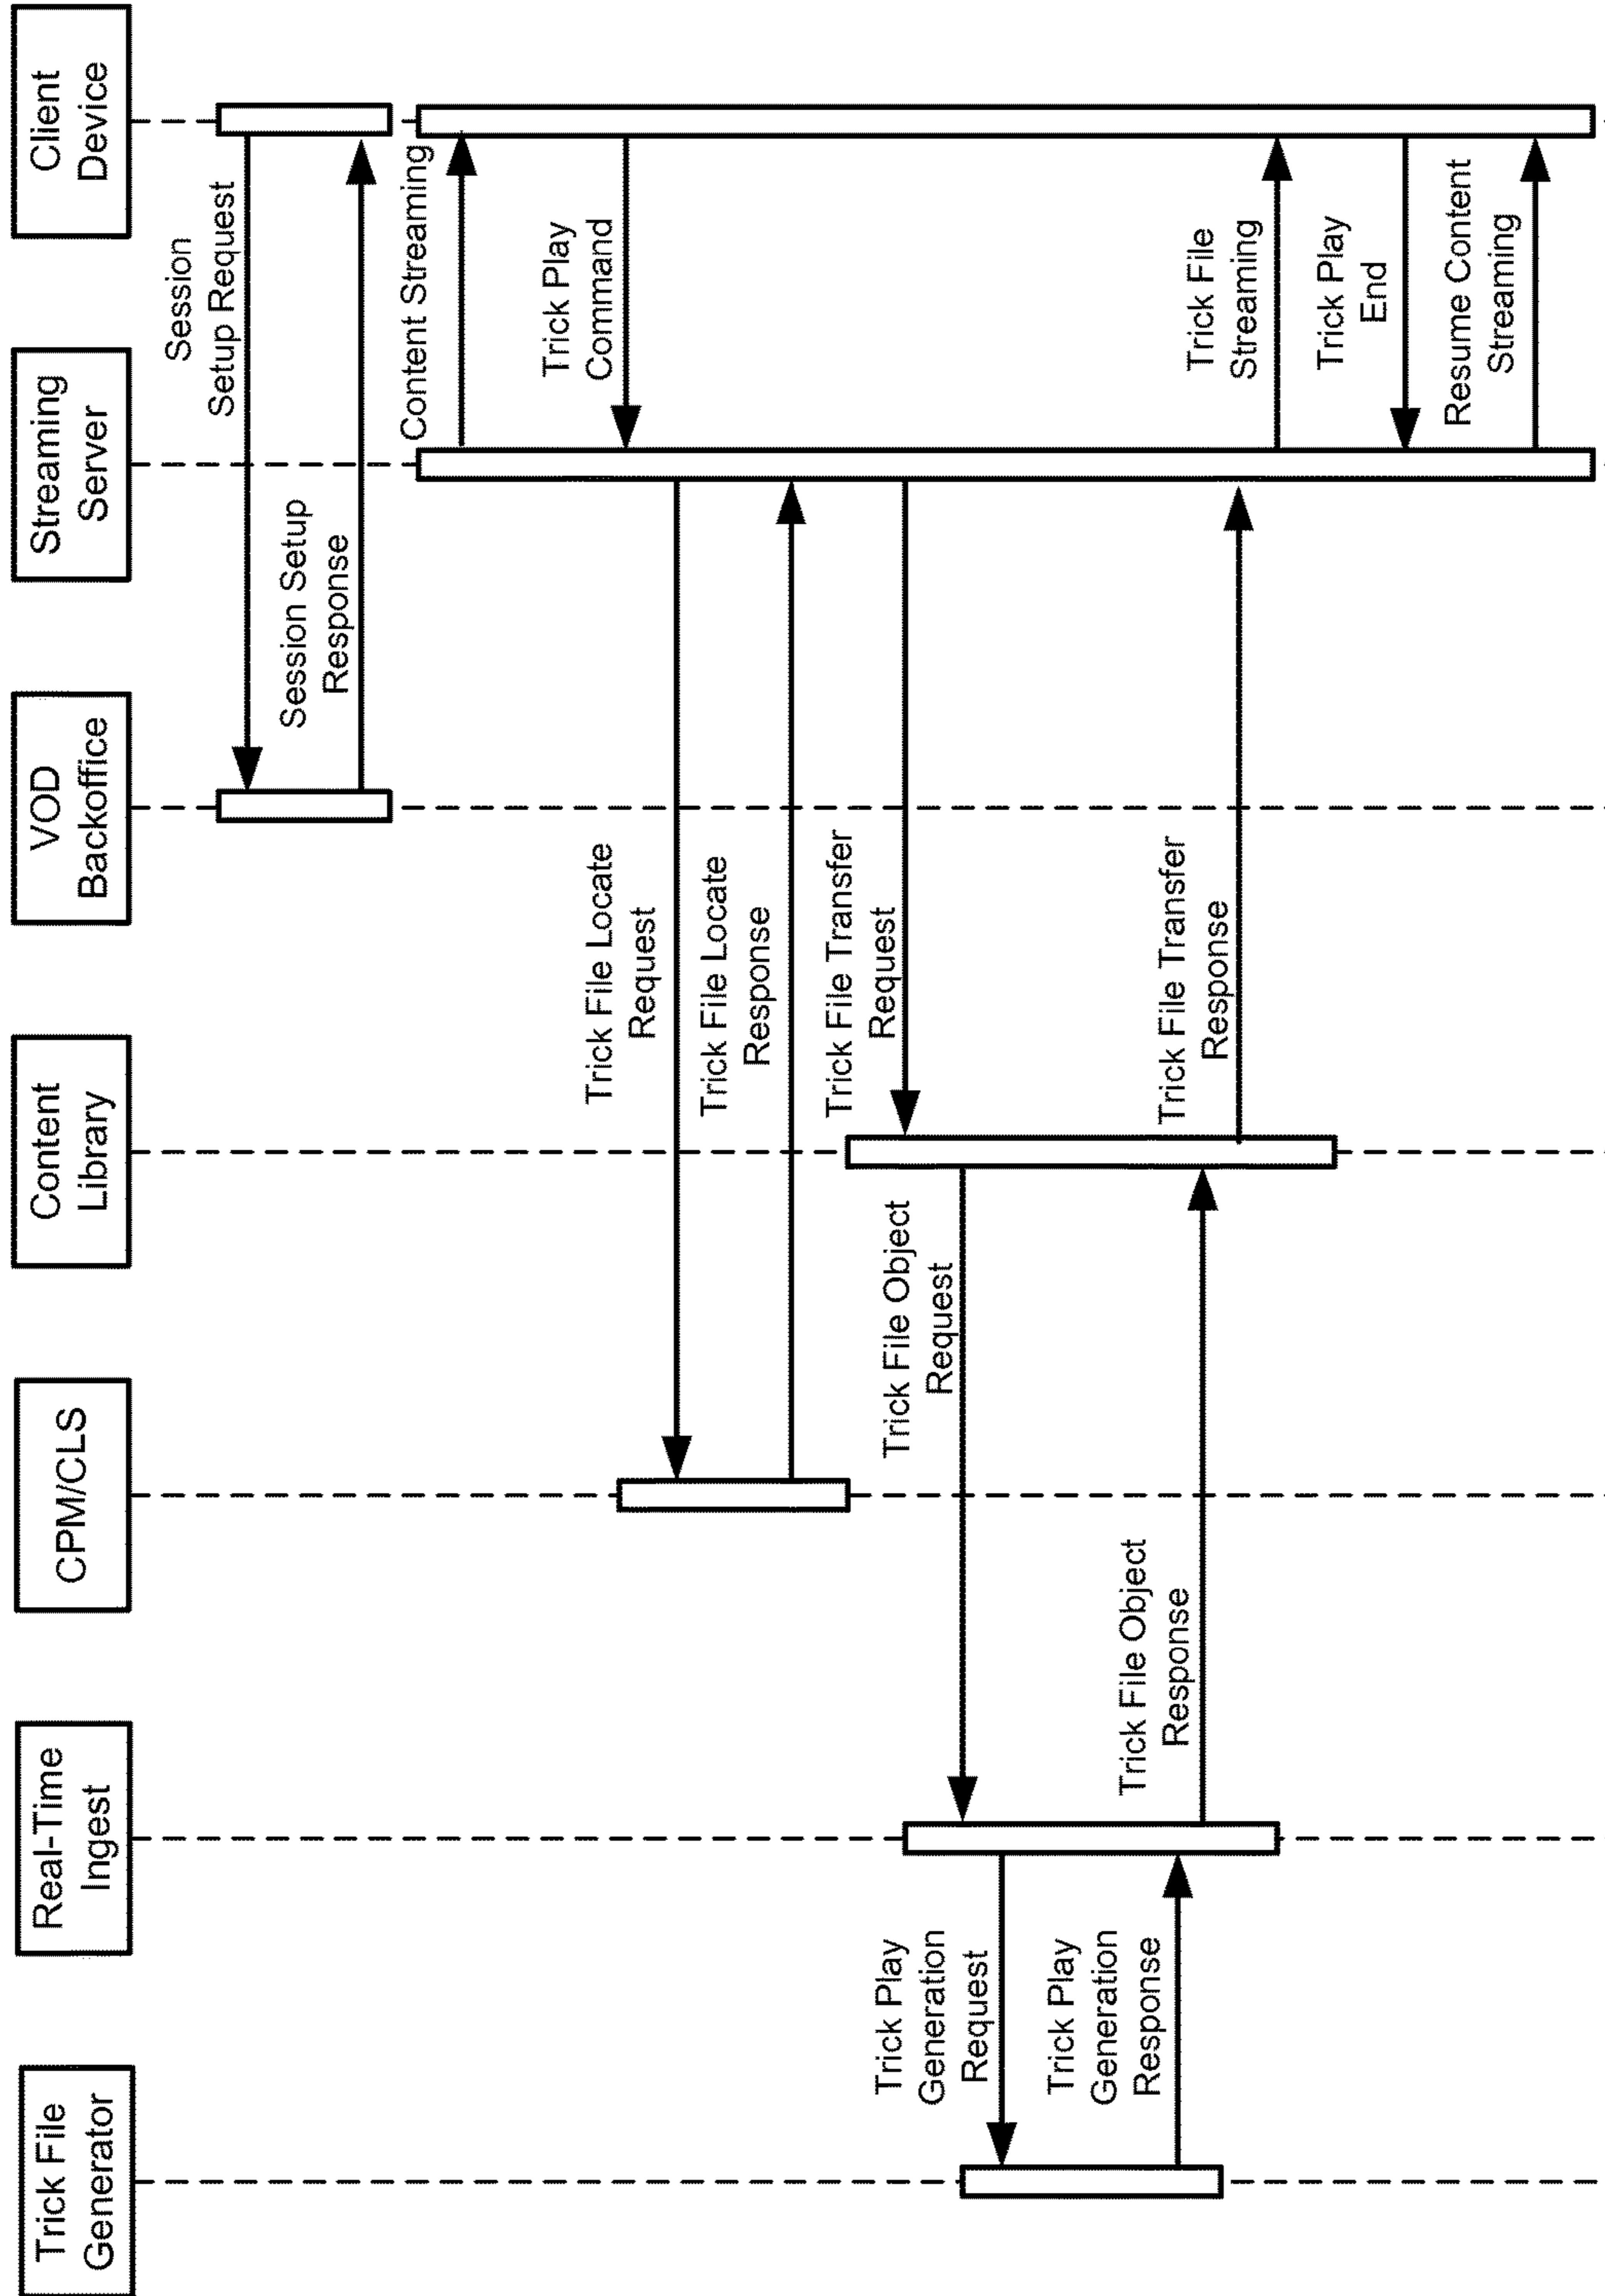 Trick File
Generator
Real-Time
Ingest
CPM/CLS
Content
Library
VOD
Backoffice
Streaming
Server
Client
Device
Session
Setup Request
Session Setup
Response
Content Streaming
Trick Play
Command
Trick File Locate
Request
Trick File Locate
Response
Trick File Transfer
Request
Trick File Object
Request
Trick Play
Generation
Request
Trick Play
Generation
Response
Trick File Object
Response
Trick File Transfer
Response
Trick File
Streaming
Trick Play
End
Resume Content
Streaming